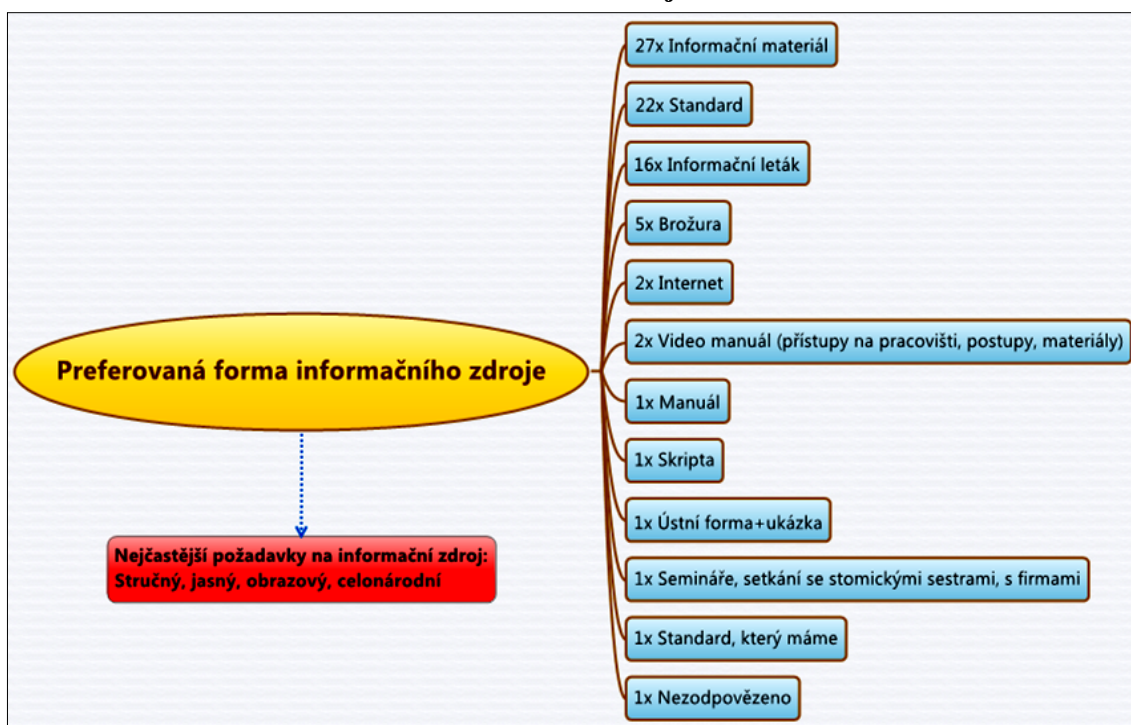 27x Informační materiál
22x Standard
16x Informační leták
5x Brožura
2x Internet
2x Video manuál (přístupy na pracovišti, postupy, materiály)
Preferovaná forma informačního zdroje
1x Manuál
1x Skripta
1x Ústní forma+ukázka
Nejčastější požadavky na informační zdroj:
Stručný, jasný, obrazový, celonárodní
1x Semináře, setkání se stomickými sestrami, s firmami
1x Standard, který máme
1x Nezodpovězeno